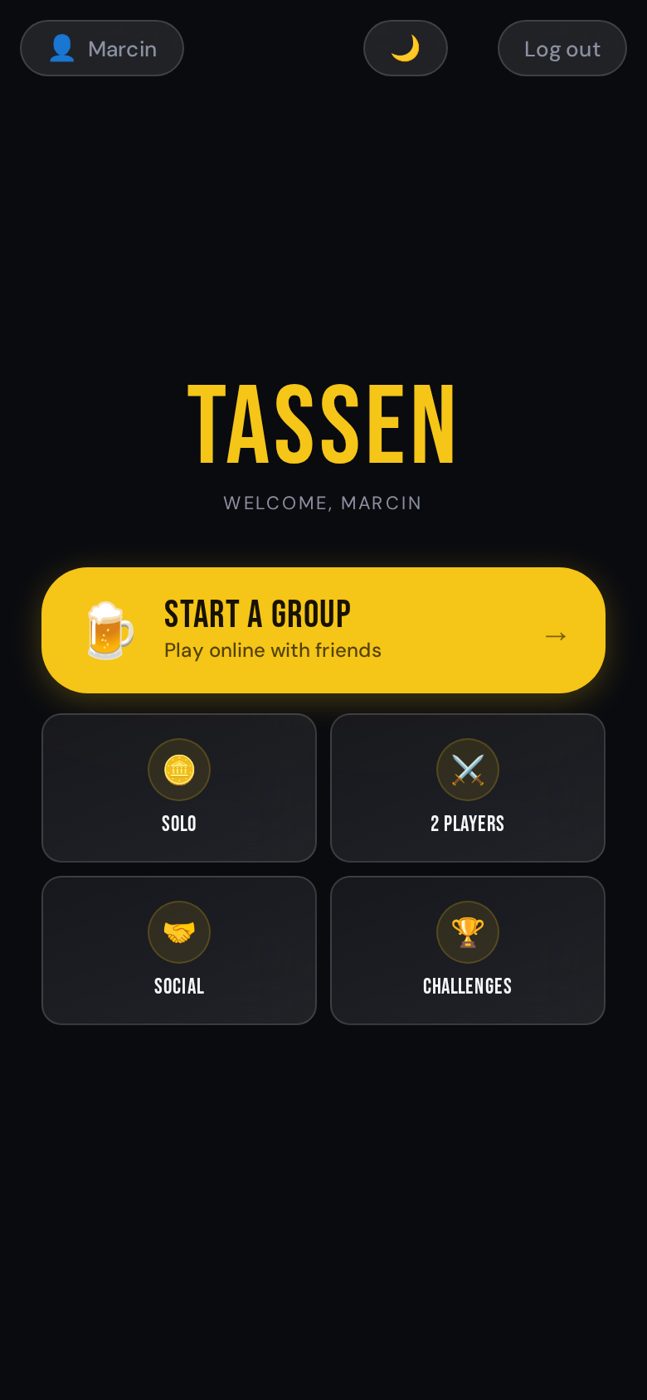 Marcin
Log out
TASSEN
WELCOME, MARCIN
START A GROUP
Play online with friends
→
SOLO
2 PLAYERS
SOCIAL
CHALLENGES